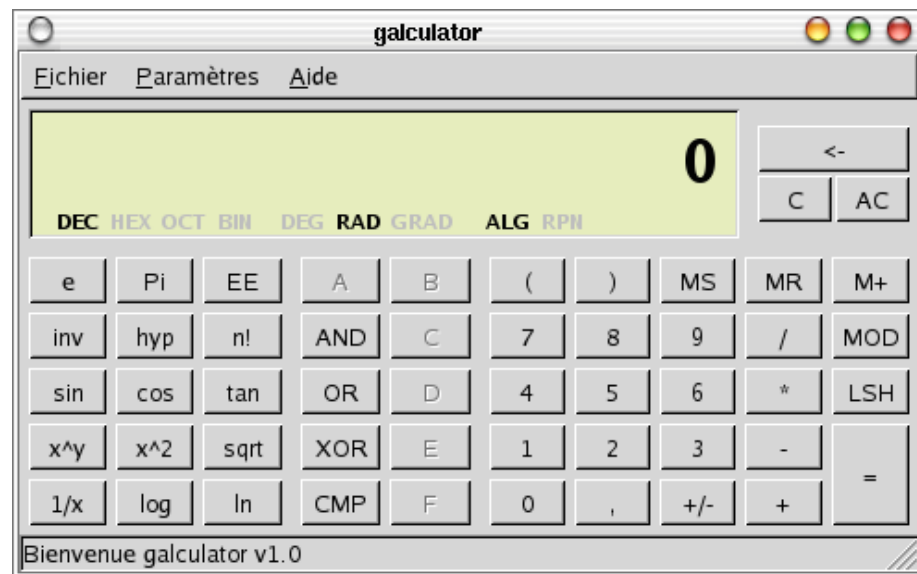 galculator
Fichier Paramètres Aide
0
<-
DEC HEX OCT BIN DEG RAD GRAD ALG RPN
C AC
e Pi EE A B ( ) MS MR M+
inv hyp n! AND C 7 8 9 / MOD
sin cos tan OR D 4 5 6 * LSH
x^y x^2 sqrt XOR E 1 2 3 -
=
1/x log ln CMP F 0 , +/- +
Bienvenue galculator v1.0